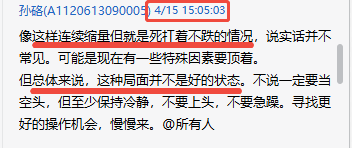 孙硌(A1120613090005) 4/15 15:05:03
像这样连续缩量但就是死打着不跌的情况，说实话并不
常见。可能是现在有一些特殊因素要顶着。
但总体来说，这种局面并不是好的状态。不说一定要当
空头，但至少保持冷静，不要上头，不要急躁。寻找更
好的操作机会，慢慢来。@所有人